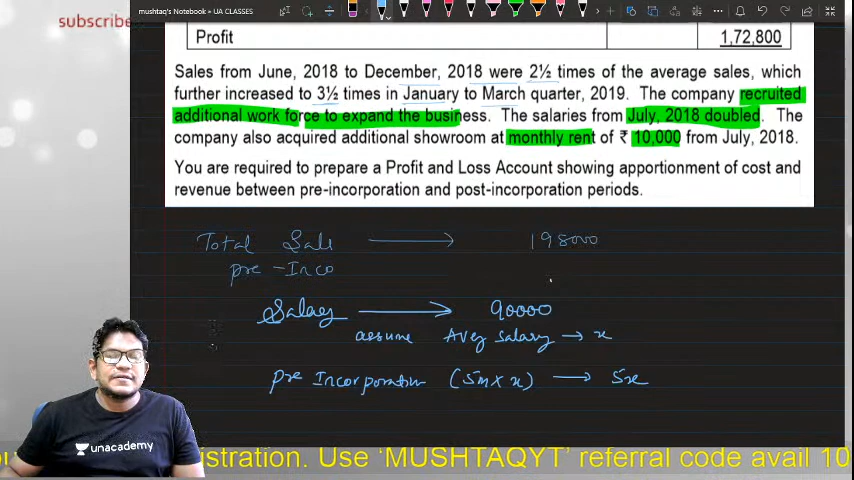 mushtaq's Notebook » UA CLASSES
subscribe
Profit 1,72,800
Sales from June, 2018 to December, 2018 were 2½ times of the average sales, which
further increased to 3½ times in January to March quarter, 2019. The company recruited
additional work force to expand the business. The salaries from July, 2018 doubled. The
company also acquired additional showroom at monthly rent of ₹ 10,000 from July, 2018.
You are required to prepare a Profit and Loss Account showing apportionment of cost and
revenue between pre-incorporation and post-incorporation periods.
Total Sale → 198000
pre - Inco
Salary → 90000
assume Avg salary → x
pre Incorporation (5m x x) → 5x
unacademy
istration. Use 'MUSHTAQYT' referral code avail 10